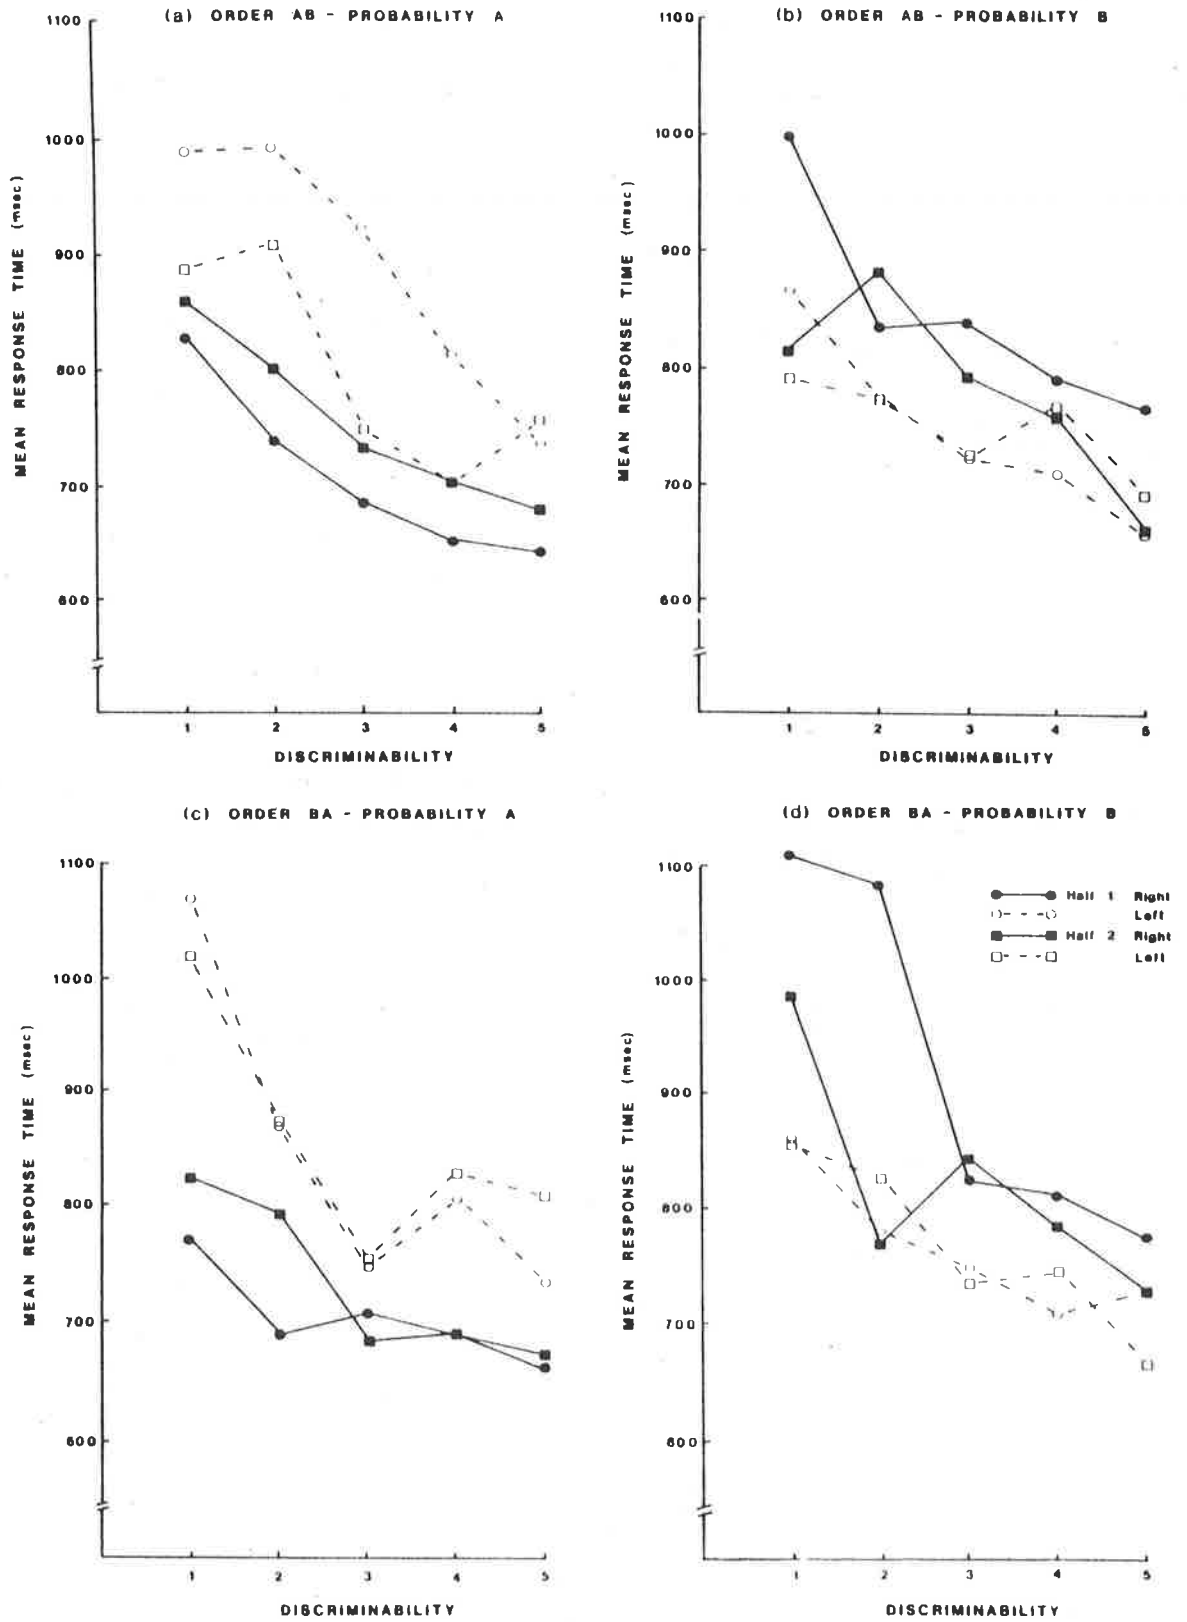 (a) ORDER AB - PROBABILITY A
1100
1000
900
800
700
600
MEAN RESPONSE TIME (msec)
1 2 3 4 5
DISCRIMINABILITY
(b) ORDER AB - PROBABILITY B
1100
1000
900
800
700
600
MEAN RESPONSE TIME (msec)
1 2 3 4 5
DISCRIMINABILITY
(c) ORDER BA - PROBABILITY A
1100
1000
900
800
700
600
MEAN RESPONSE TIME (msec)
1 2 3 4 5
DISCRIMINABILITY
(d) ORDER BA - PROBABILITY B
1100
1000
900
800
700
600
MEAN RESPONSE TIME (msec)
Half 1 Right
Left
Half 2 Right
Left
1 2 3 4 5
DISCRIMINABILITY